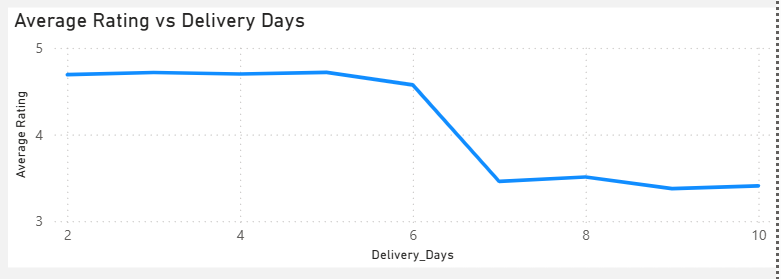 Average Rating vs Delivery Days
Average Rating
5
4
3
2 4 6 8 10
Delivery_Days